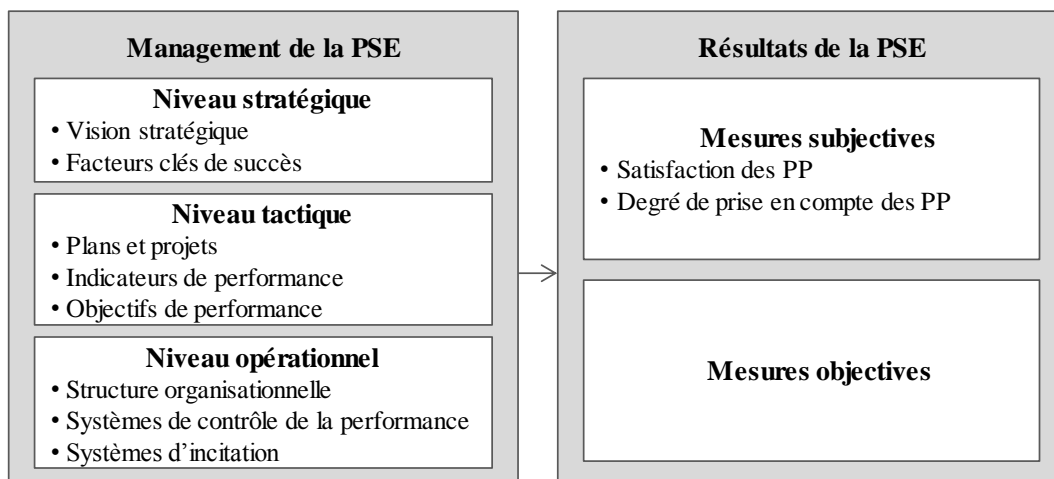 Management de la PSE
Niveau stratégique
• Vision stratégique
• Facteurs clés de succès
Niveau tactique
• Plans et projets
• Indicateurs de performance
• Objectifs de performance
Niveau opérationnel
• Structure organisationnelle
• Systèmes de contrôle de la performance
• Systèmes d’incitation
Résultats de la PSE
Mesures subjectives
• Satisfaction des PP
• Degré de prise en compte des PP
Mesures objectives